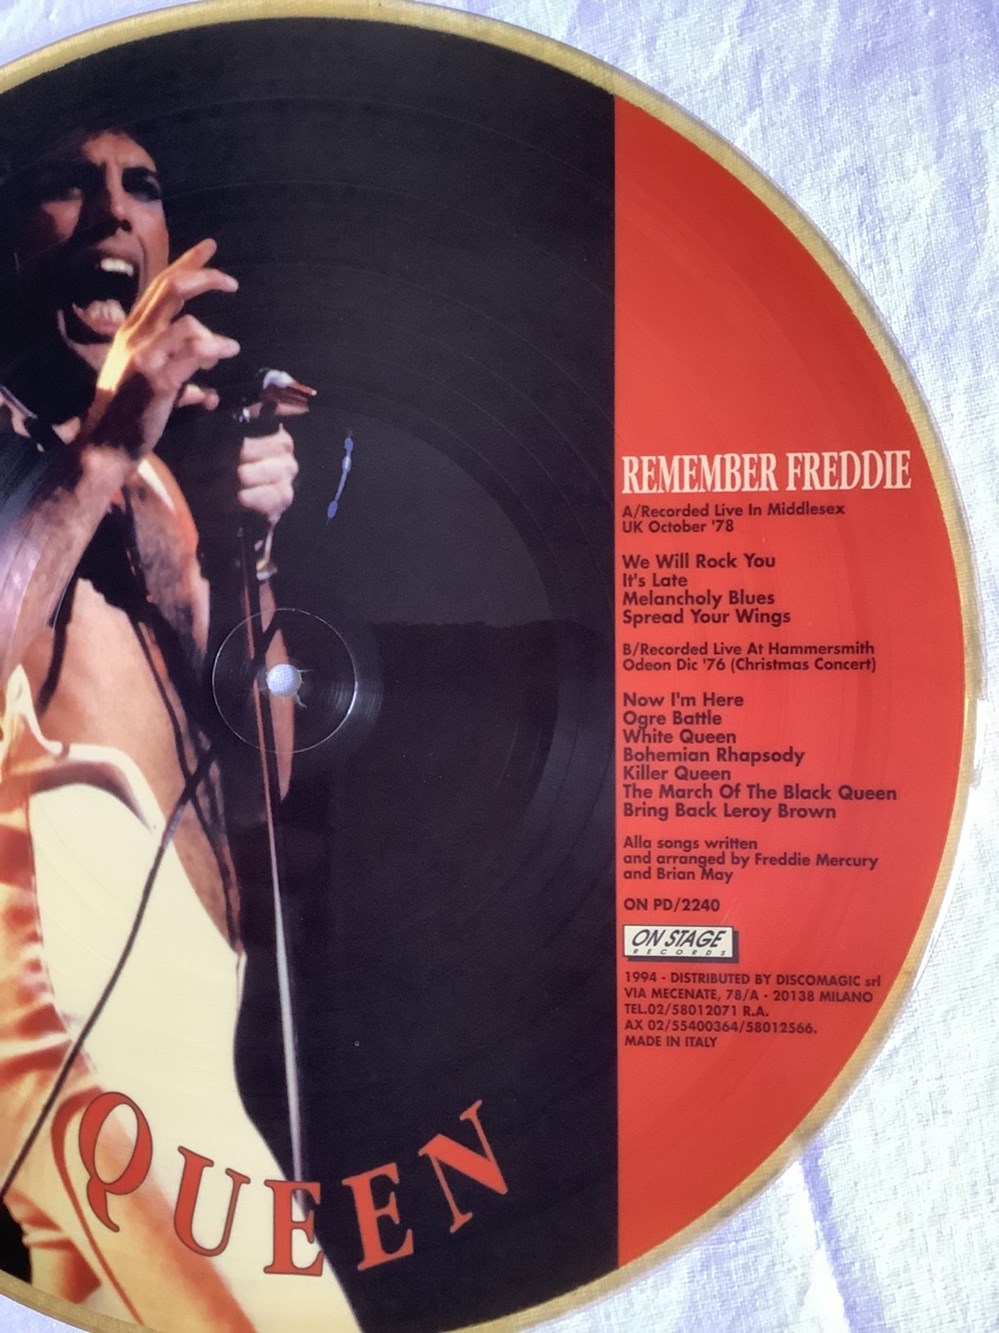 REMEMBER FREDDIE
A/Recorded Live In Middlesex
UK October '78
We Will Rock You
It's Late
Melancholy Blues
Spread Your Wings
B/Recorded Live At Hammersmith
Odeon Dic '76 (Christmas Concert)
Now I'm Here
Ogre Battle
White Queen
Bohemian Rhapsody
Killer Queen
The March Of The Black Queen
Bring Back Leroy Brown
Alla songs written
and arranged by Freddie Mercury
and Brian May
ON PD/2240
ON STAGE
RECORDS
1994 - DISTRIBUTED BY DISCOMAGIC srl
VIA MECENATE, 78/A - 20138 MILANO
TEL.02/58012071 R.A.
AX 02/55400364/58012566.
MADE IN ITALY
QUEEN